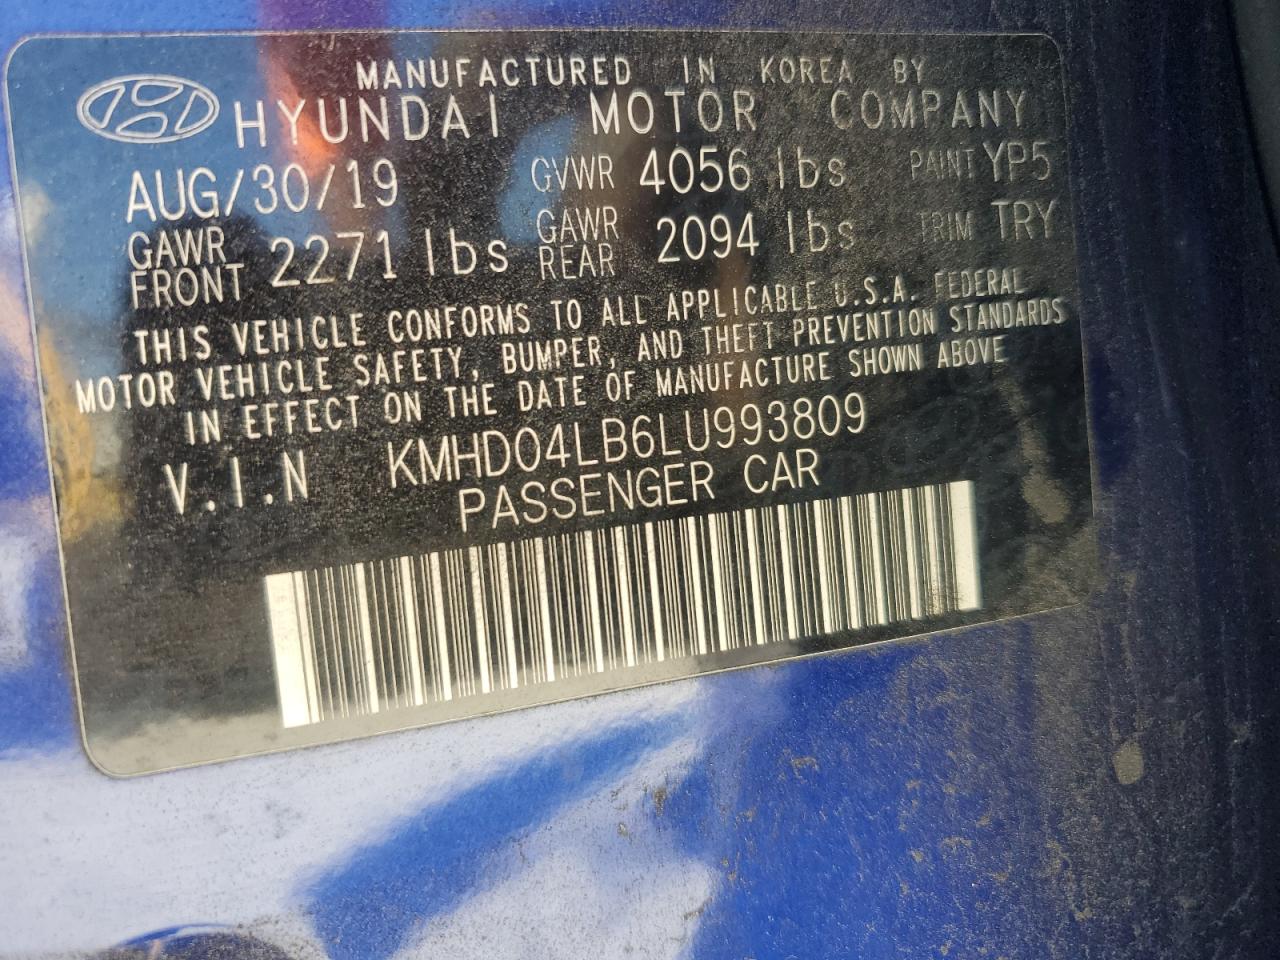 MANUFACTURED IN KOREA BY
HYUNDAI MOTOR COMPANY
AUG/30/19 GVWR 4056 lbs PAINT YP5
GAWR FRONT 2271 lbs GAWR REAR 2094 lbs TRIM TRY
THIS VEHICLE CONFORMS TO ALL APPLICABLE U.S.A. FEDERAL
MOTOR VEHICLE SAFETY, BUMPER, AND THEFT PREVENTION STANDARDS
IN EFFECT ON THE DATE OF MANUFACTURE SHOWN ABOVE
V.I.N KMHD04LB6LU993809
PASSENGER CAR